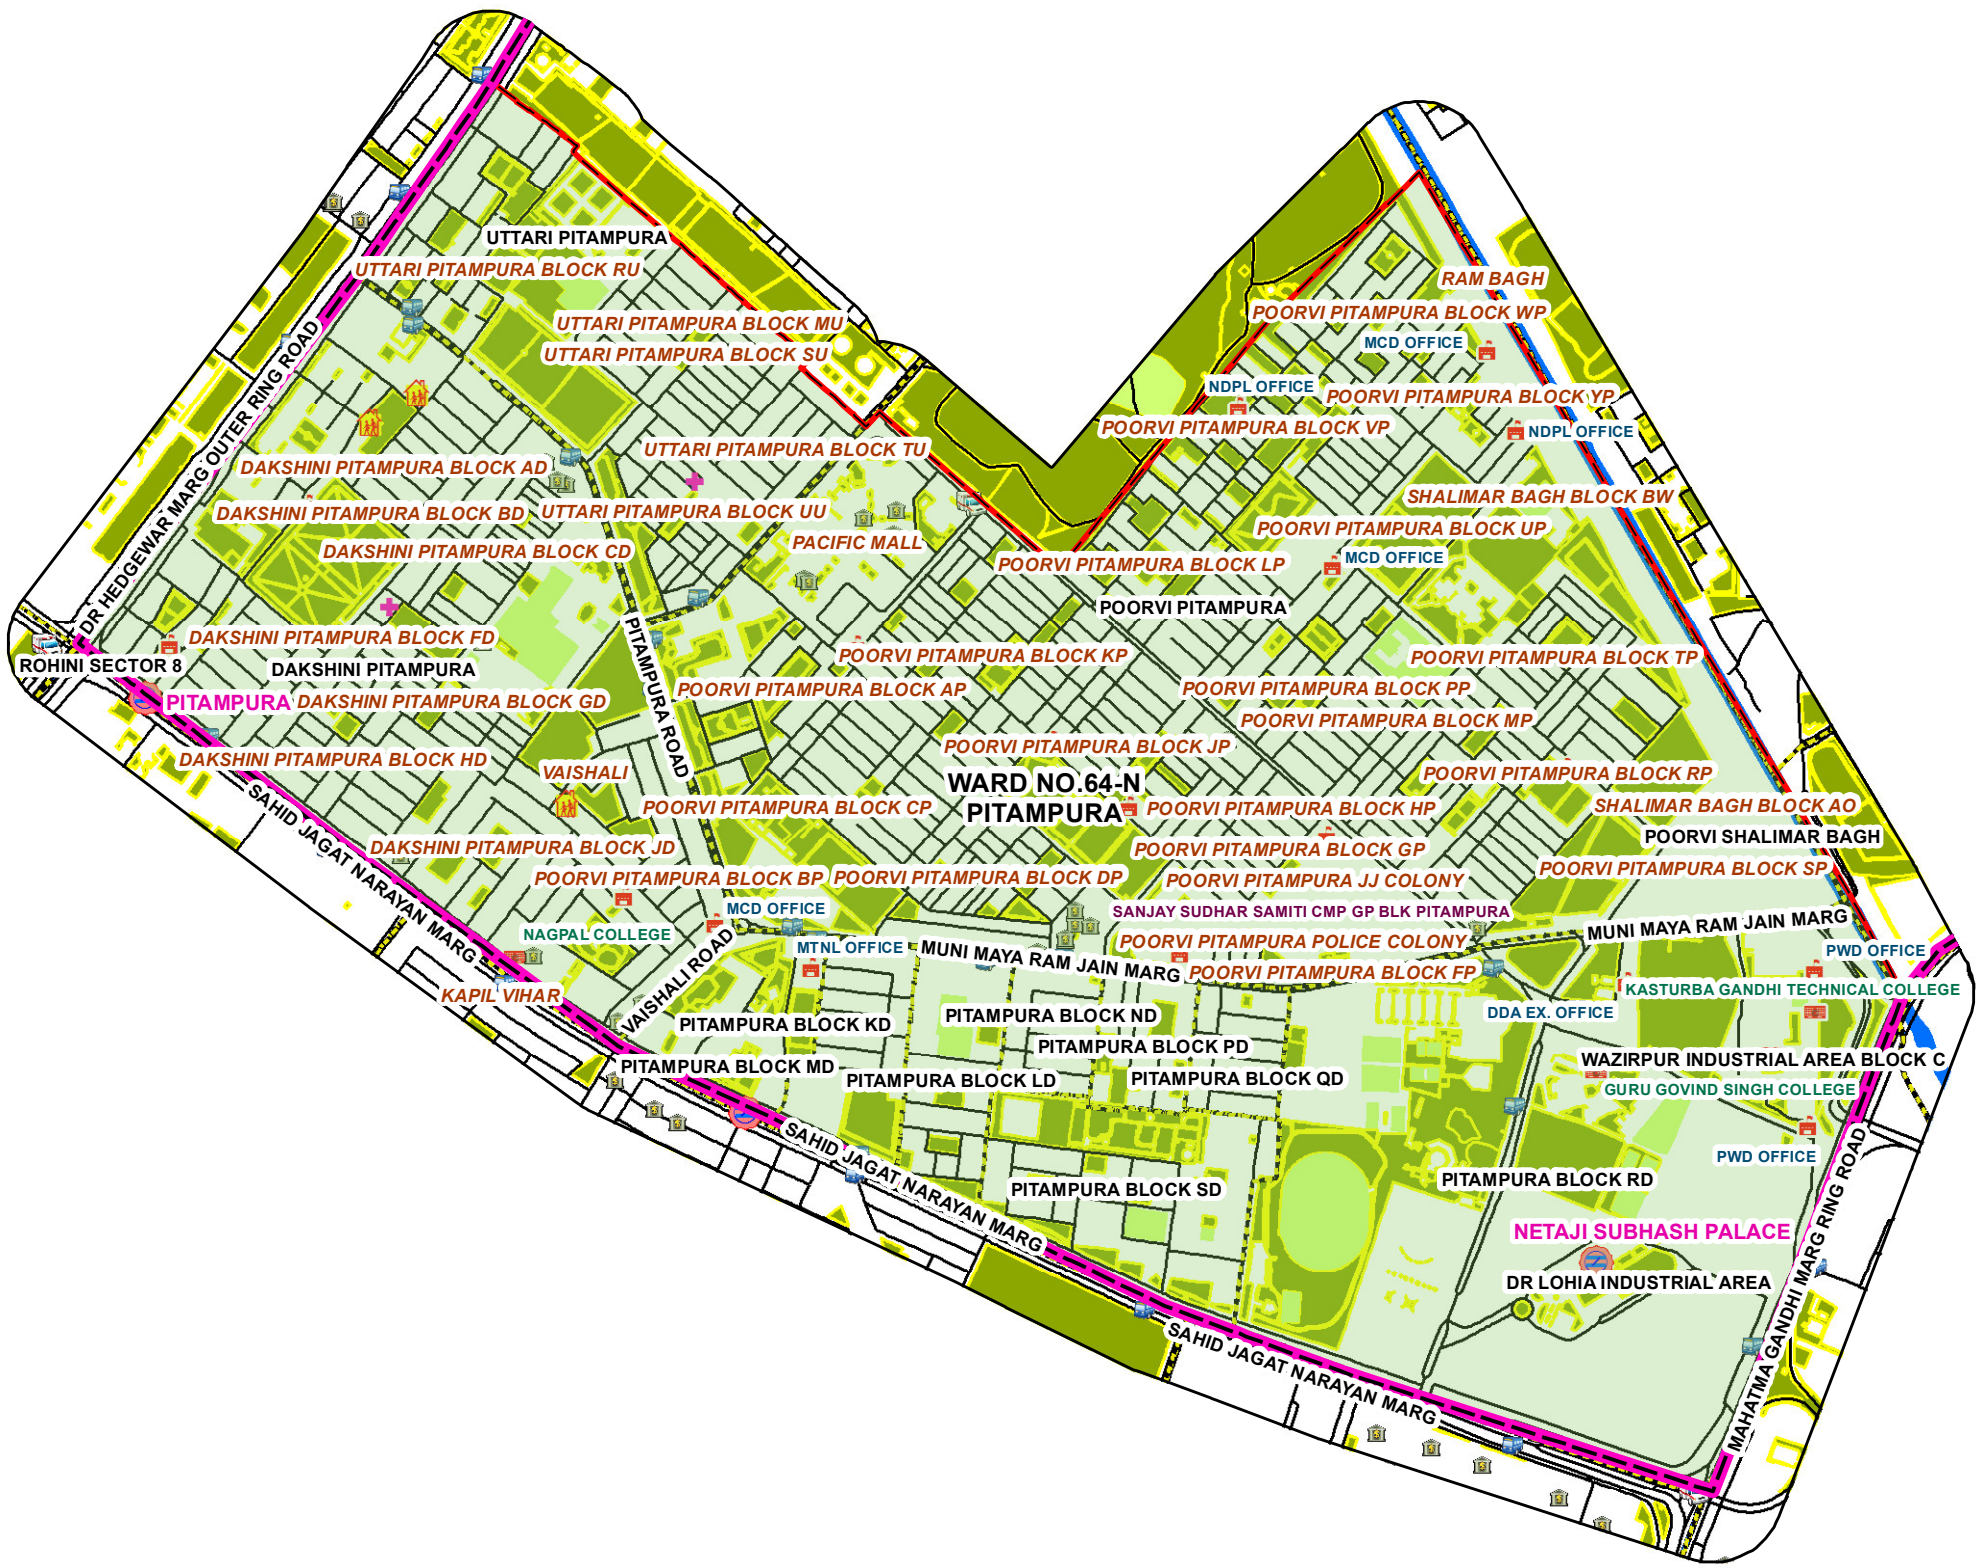 UTTARI PITAMPURA
UTTARI PITAMPURA BLOCK RU
RAM BAGH
POORVI PITAMPURA BLOCK WP
UTTARI PITAMPURA BLOCK MU
MCD OFFICE
UTTARI PITAMPURA BLOCK SU
NDPL OFFICE
POORVI PITAMPURA BLOCK YP
POORVI PITAMPURA BLOCK VP
NDPL OFFICE
DR HEDGEWAR MARG OUTER RING ROAD
UTTARI PITAMPURA BLOCK TU
DAKSHINI PITAMPURA BLOCK AD
SHALIMAR BAGH BLOCK BW
DAKSHINI PITAMPURA BLOCK BD
UTTARI PITAMPURA BLOCK UU
POORVI PITAMPURA BLOCK UP
PACIFIC MALL
DAKSHINI PITAMPURA BLOCK CD
POORVI PITAMPURA BLOCK LP
MCD OFFICE
POORVI PITAMPURA
DAKSHINI PITAMPURA BLOCK FD
POORVI PITAMPURA BLOCK KP
POORVI PITAMPURA BLOCK TP
ROHINI SECTOR 8
DAKSHINI PITAMPURA
PITAMPURA ROAD
PITAMPURA
DAKSHINI PITAMPURA BLOCK GD
POORVI PITAMPURA BLOCK AP
POORVI PITAMPURA BLOCK PP
POORVI PITAMPURA BLOCK MP
POORVI PITAMPURA BLOCK JP
DAKSHINI PITAMPURA BLOCK HD
VAISHALI
POORVI PITAMPURA BLOCK RP
WARD NO.64-N
PITAMPURA
POORVI PITAMPURA BLOCK CP
POORVI PITAMPURA BLOCK HP
SHALIMAR BAGH BLOCK AO
POORVI SHALIMAR BAGH
DAKSHINI PITAMPURA BLOCK JD
POORVI PITAMPURA BLOCK GP
POORVI PITAMPURA BLOCK SP
POORVI PITAMPURA BLOCK BP
POORVI PITAMPURA BLOCK DP
POORVI PITAMPURA JJ COLONY
SAHID JAGAT NARAYAN MARG
MCD OFFICE
SANJAY SUDHAR SAMITI CMP GP BLK PITAMPURA
MUNI MAYA RAM JAIN MARG
NAGPAL COLLEGE
MTNL OFFICE
MUNI MAYA RAM JAIN MARG
POORVI PITAMPURA POLICE COLONY
PWD OFFICE
POORVI PITAMPURA BLOCK FP
VAISHALI ROAD
KAPIL VIHAR
KASTURBA GANDHI TECHNICAL COLLEGE
PITAMPURA BLOCK KD
PITAMPURA BLOCK ND
DDA EX. OFFICE
PITAMPURA BLOCK PD
WAZIRPUR INDUSTRIAL AREA BLOCK C
PITAMPURA BLOCK MD
PITAMPURA BLOCK LD
PITAMPURA BLOCK QD
GURU GOVIND SINGH COLLEGE
SAHID JAGAT NARAYAN MARG
PWD OFFICE
PITAMPURA BLOCK SD
PITAMPURA BLOCK RD
NETAJI SUBHASH PALACE
DR LOHIA INDUSTRIAL AREA
MAHATMA GANDHI MARG RING ROAD
SAHID JAGAT NARAYAN MARG